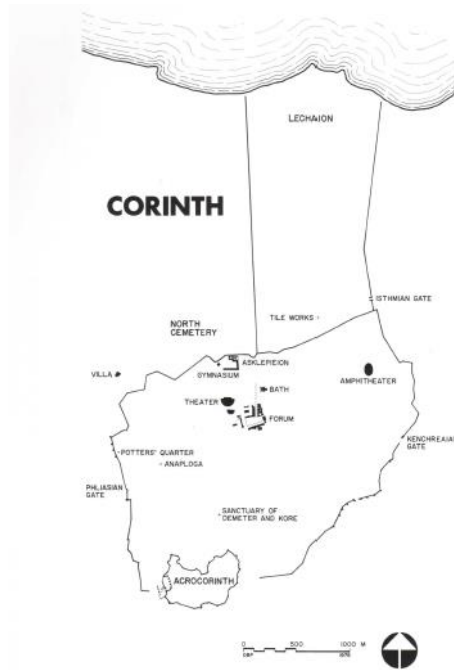 LECHAION
CORINTH
ISTHMIAN GATE
TILE WORKS
NORTH
CEMETERY
ASKLEPIEION
GYMNASIUM
VILLA
BATH
AMPHITHEATER
THEATER
FORUM
KENCHREAIAN
GATE
POTTERS' QUARTER
ANAPLOGA
PHLIASIAN
GATE
SANCTUARY OF
DEMETER AND KORE
ACROCORINTH
0 500 1000 M